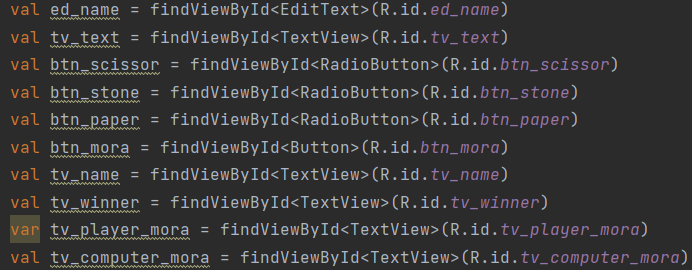 val ed_name = findViewById<EditText>(R.id.ed_name)
val tv_text = findViewById<TextView>(R.id.tv_text)
val btn_scissor = findViewById<RadioButton>(R.id.btn_scissor)
val btn_stone = findViewById<RadioButton>(R.id.btn_stone)
val btn_paper = findViewById<RadioButton>(R.id.btn_paper)
val btn_mora = findViewById<Button>(R.id.btn_mora)
val tv_name = findViewById<TextView>(R.id.tv_name)
val tv_winner = findViewById<TextView>(R.id.tv_winner)
var tv_player_mora = findViewById<TextView>(R.id.tv_player_mora)
val tv_computer_mora = findViewById<TextView>(R.id.tv_computer_mora)